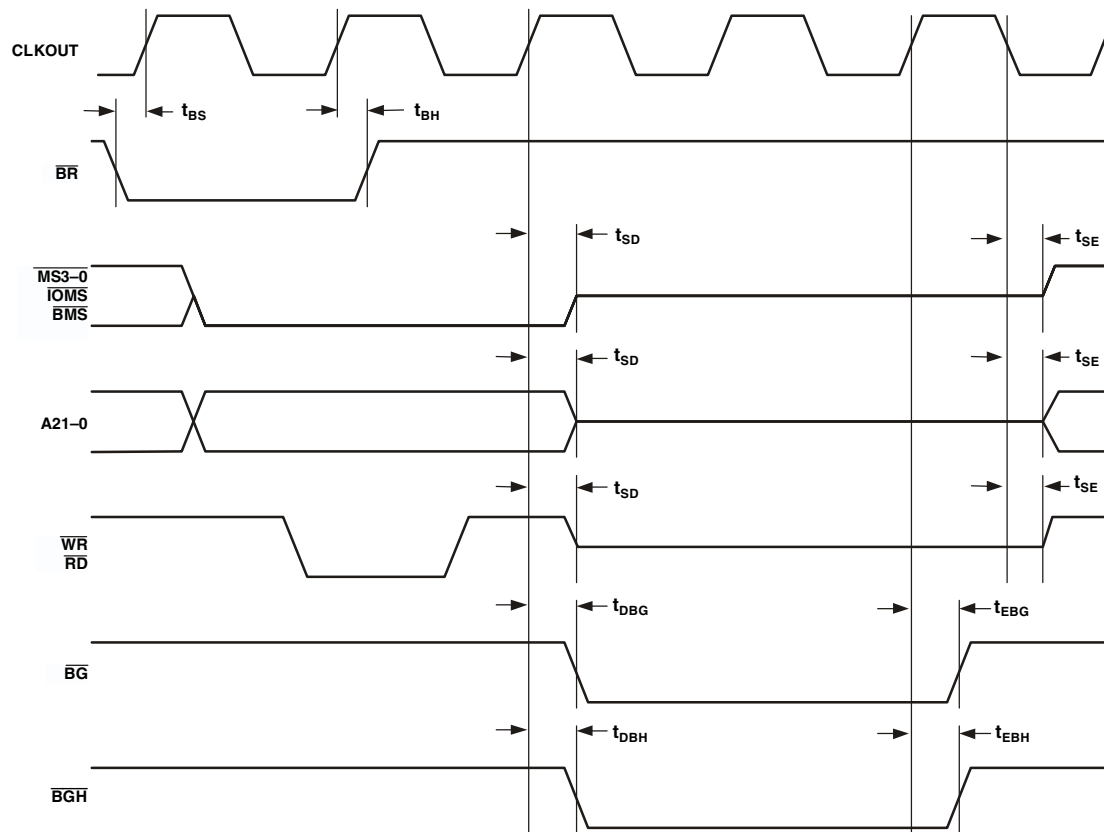 CLKOUT
tBS
tBH
BR
tSD
tSE
MS3–0
IOMS
BMS
tSD
tSE
A21–0
tSD
tSE
WR
RD
tDBG
tEBG
BG
tDBH
tEBH
BGH